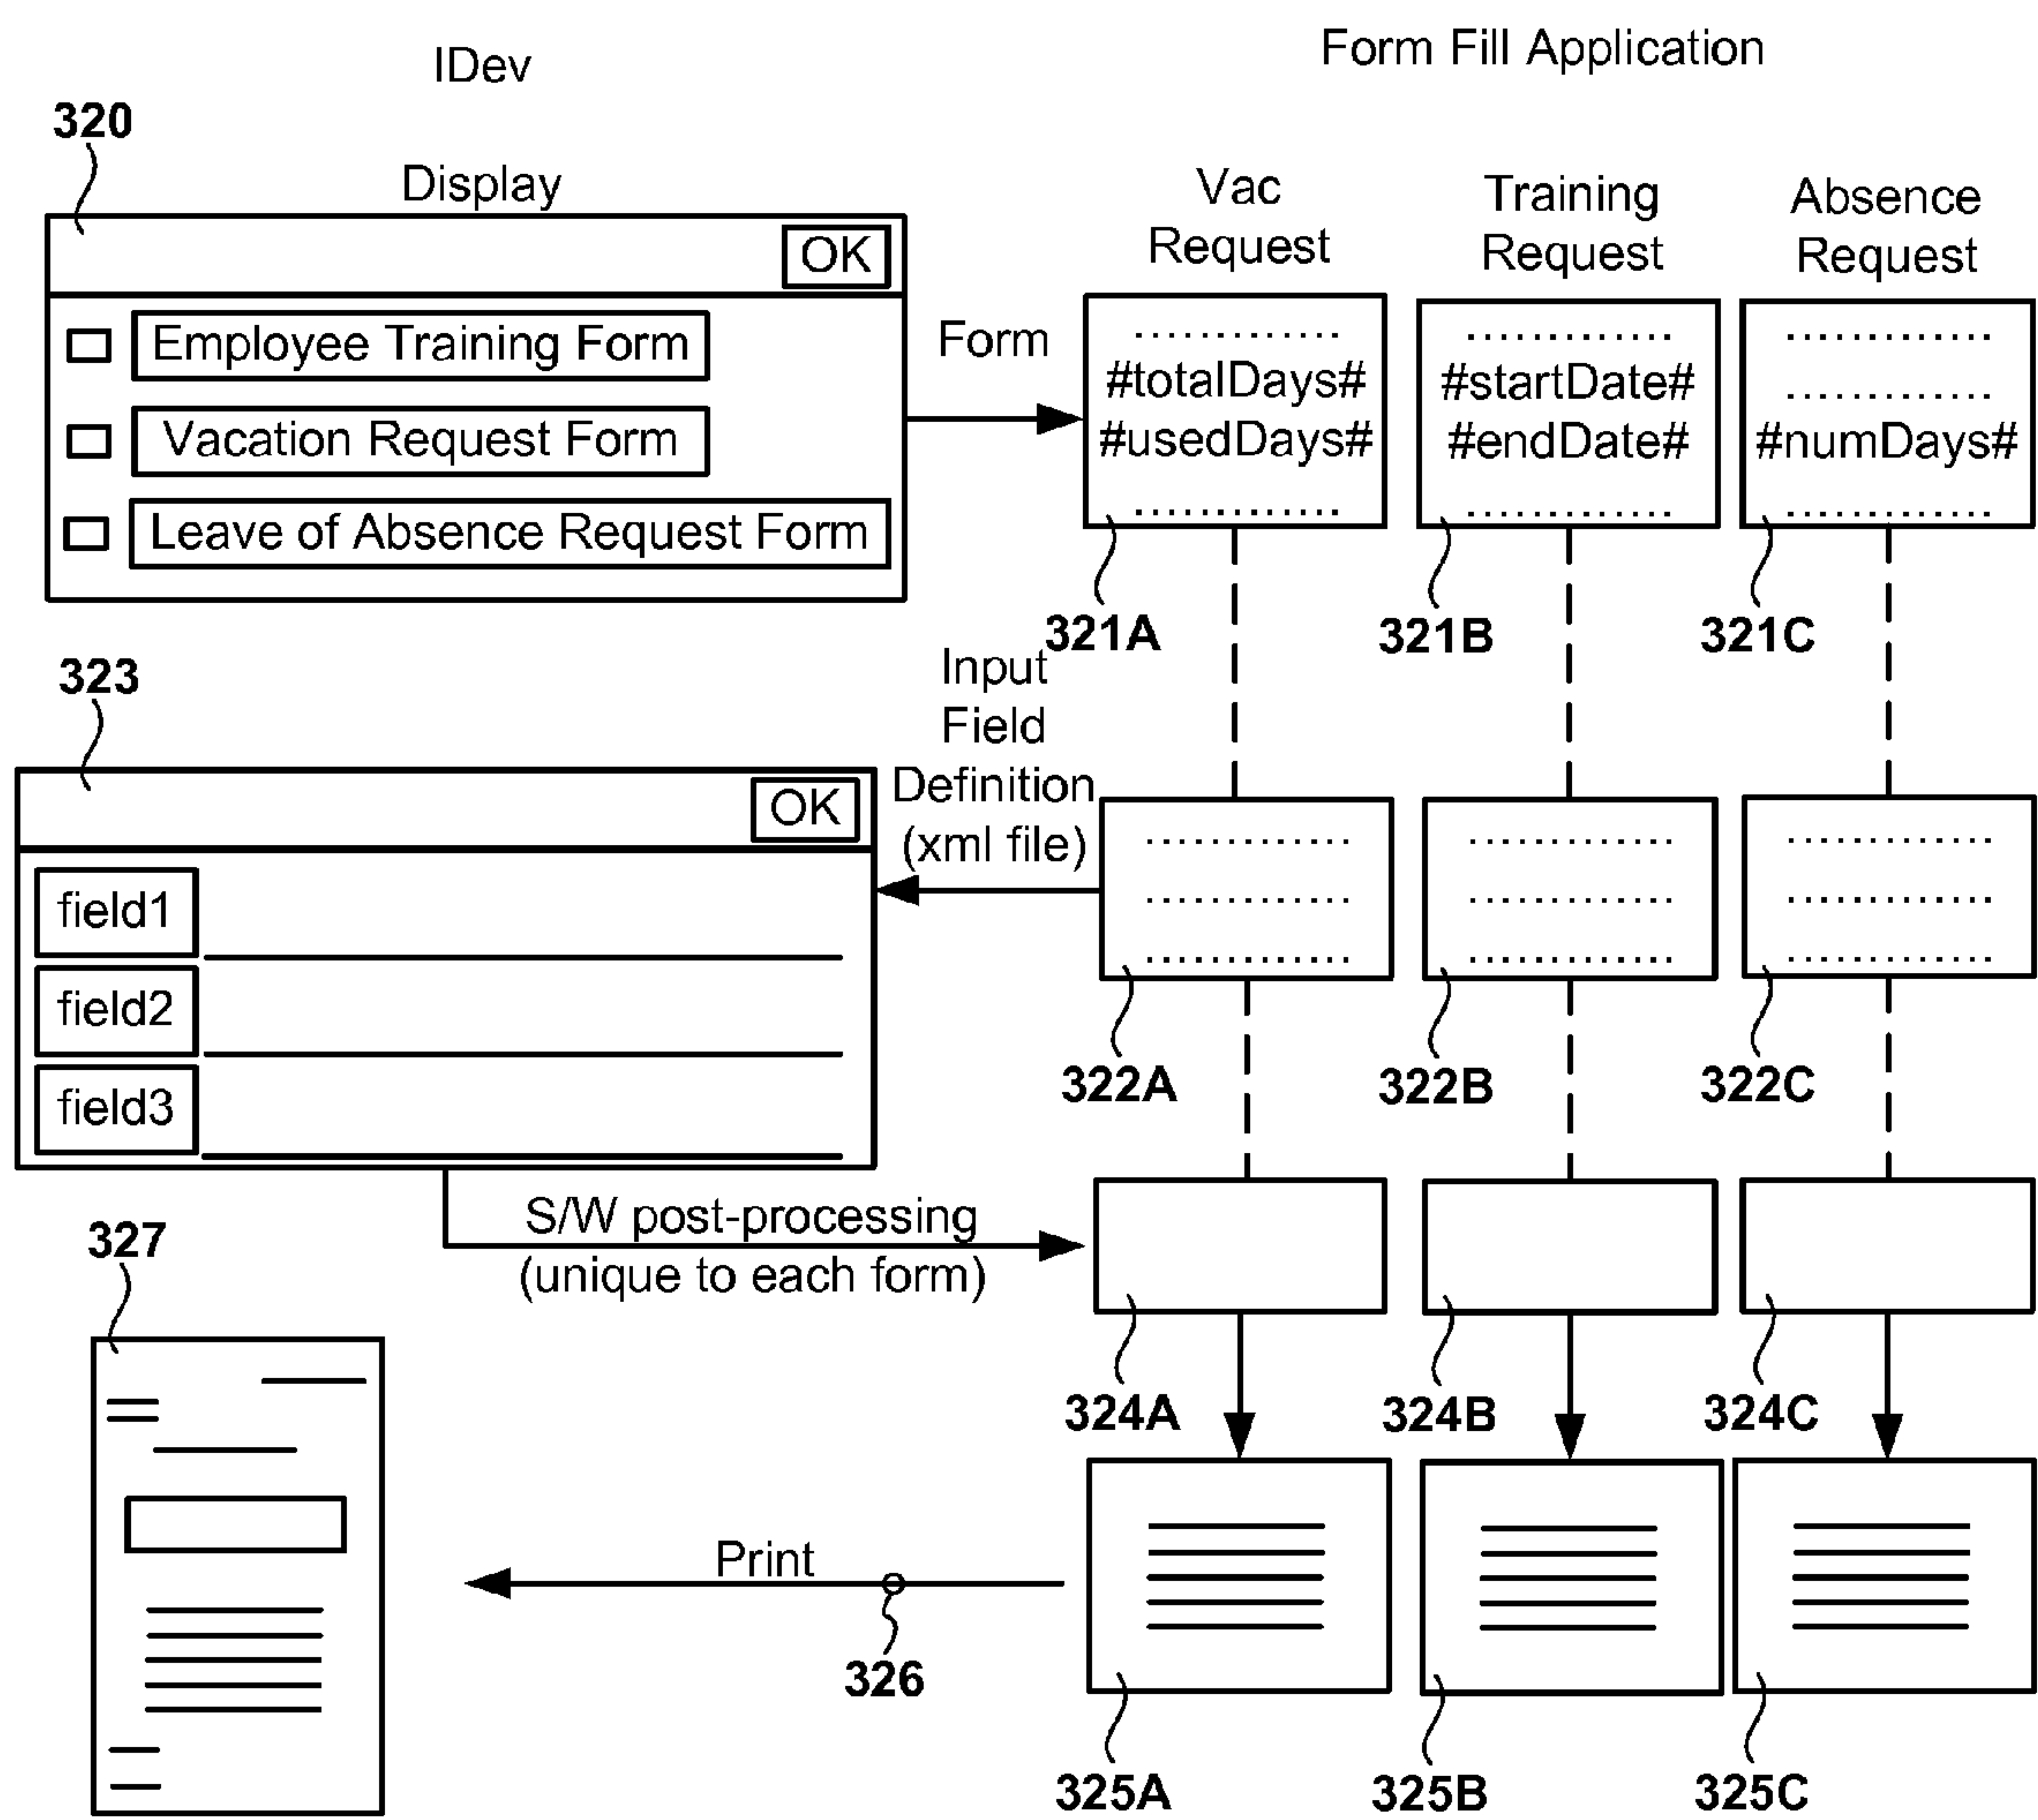 IDev
Form Fill Application
320
Display
OK
Employee Training Form
Vacation Request Form
Leave of Absence Request Form
Form
Vac
Request
Training
Request
Absence
Request
#totalDays#
#usedDays#
#startDate#
#endDate#
#numDays#
321A
321B
321C
323
OK
field1
field2
field3
Input
Field
Definition
(xml file)
322A
322B
322C
S/W post-processing
(unique to each form)
324A
324B
324C
327
Print
326
325A
325B
325C